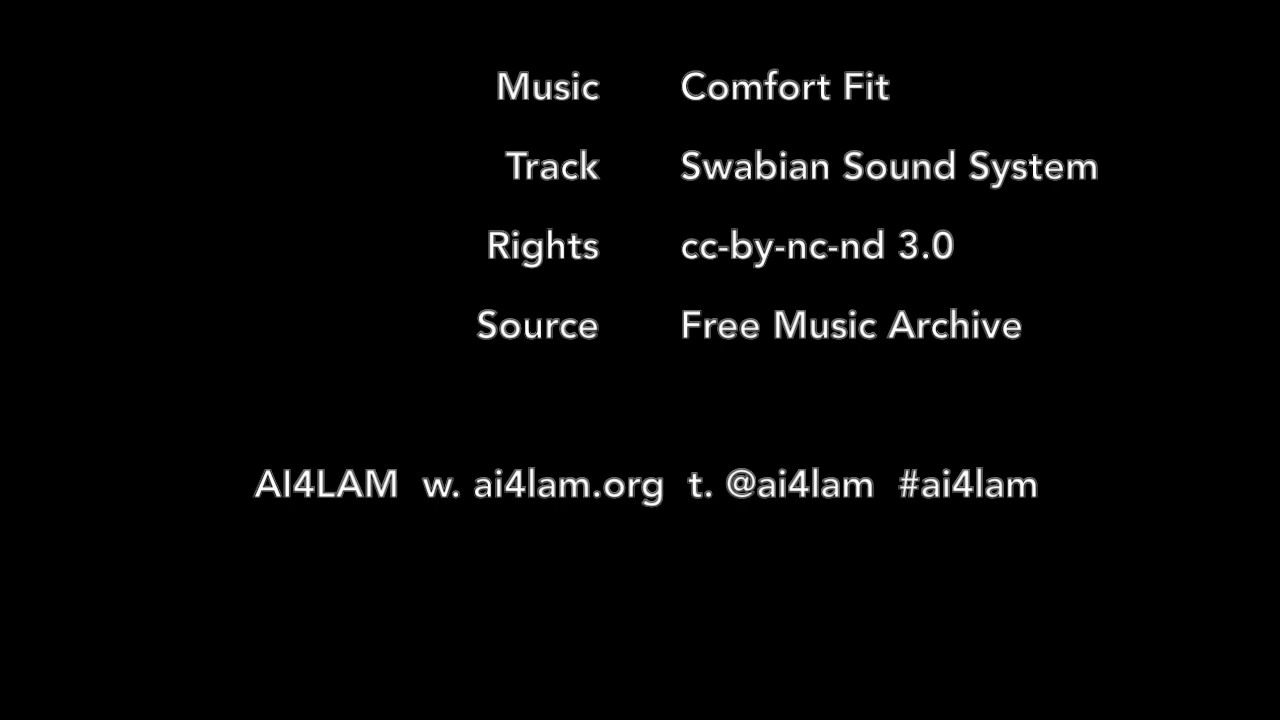 Music Comfort Fit
Track Swabian Sound System
Rights cc-by-nc-nd 3.0
Source Free Music Archive
AI4LAM w. ai4lam.org t. @ai4lam #ai4lam